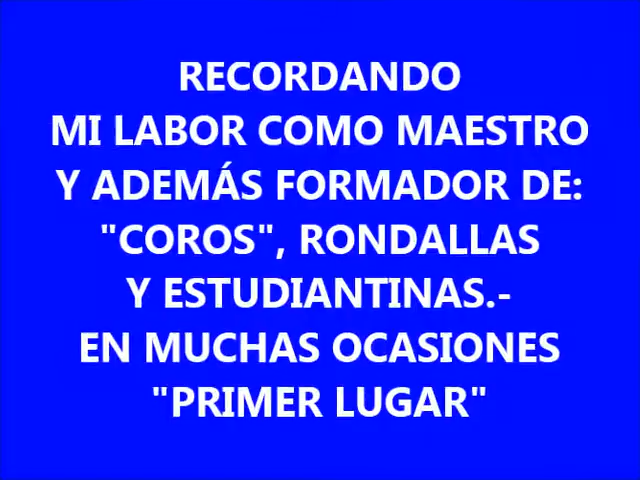 RECORDANDO
MI LABOR COMO MAESTRO
Y ADEMÁS FORMADOR DE:
"COROS", RONDALLAS
Y ESTUDIANTINAS.-
EN MUCHAS OCASIONES
"PRIMER LUGAR"